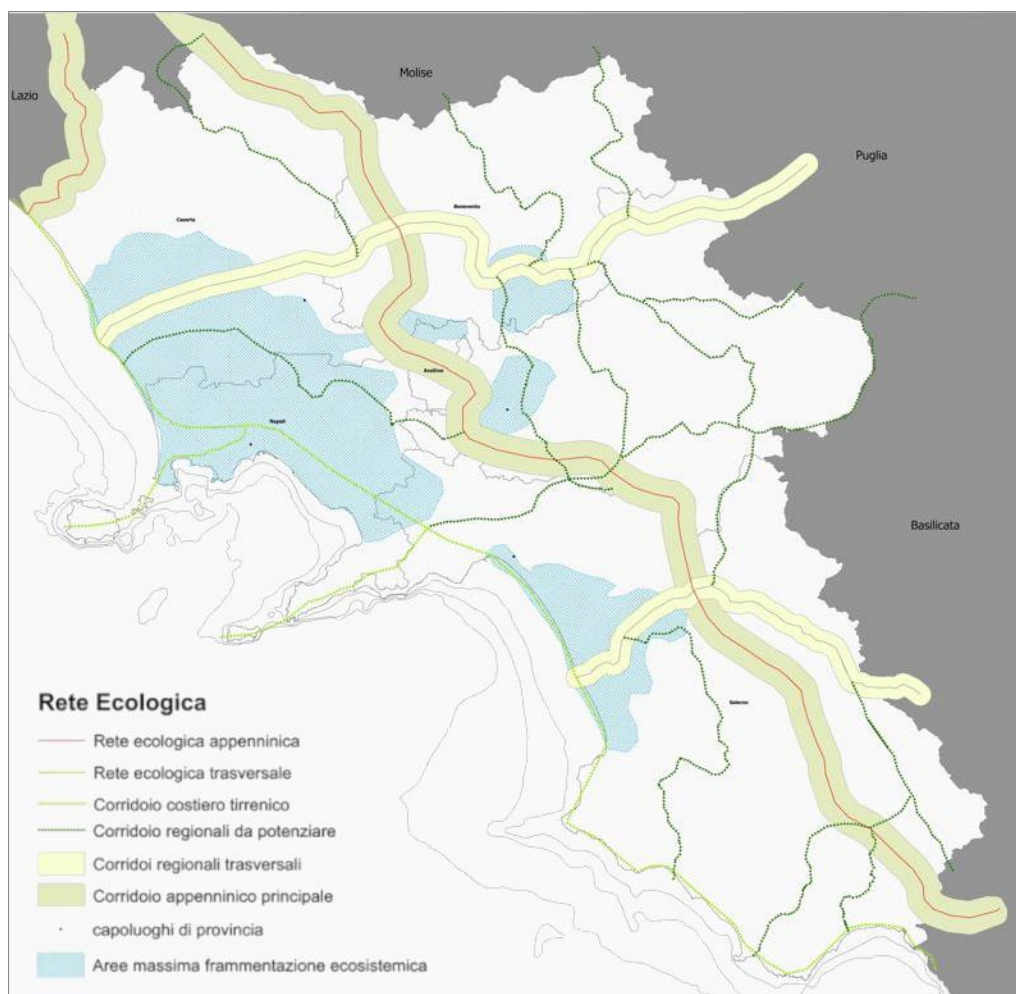 Molise
Lazio
Puglia
Benevento
Caserta
Avellino
Napoli
Basilicata
Salerno
Rete Ecologica
Rete ecologica appenninica
Rete ecologica trasversale
Corridoio costiero tirrenico
Corridoio regionali da potenziare
Corridoi regionali trasversali
Corridoio appenninico principale
capoluoghi di provincia
Aree massima frammentazione ecosistemica